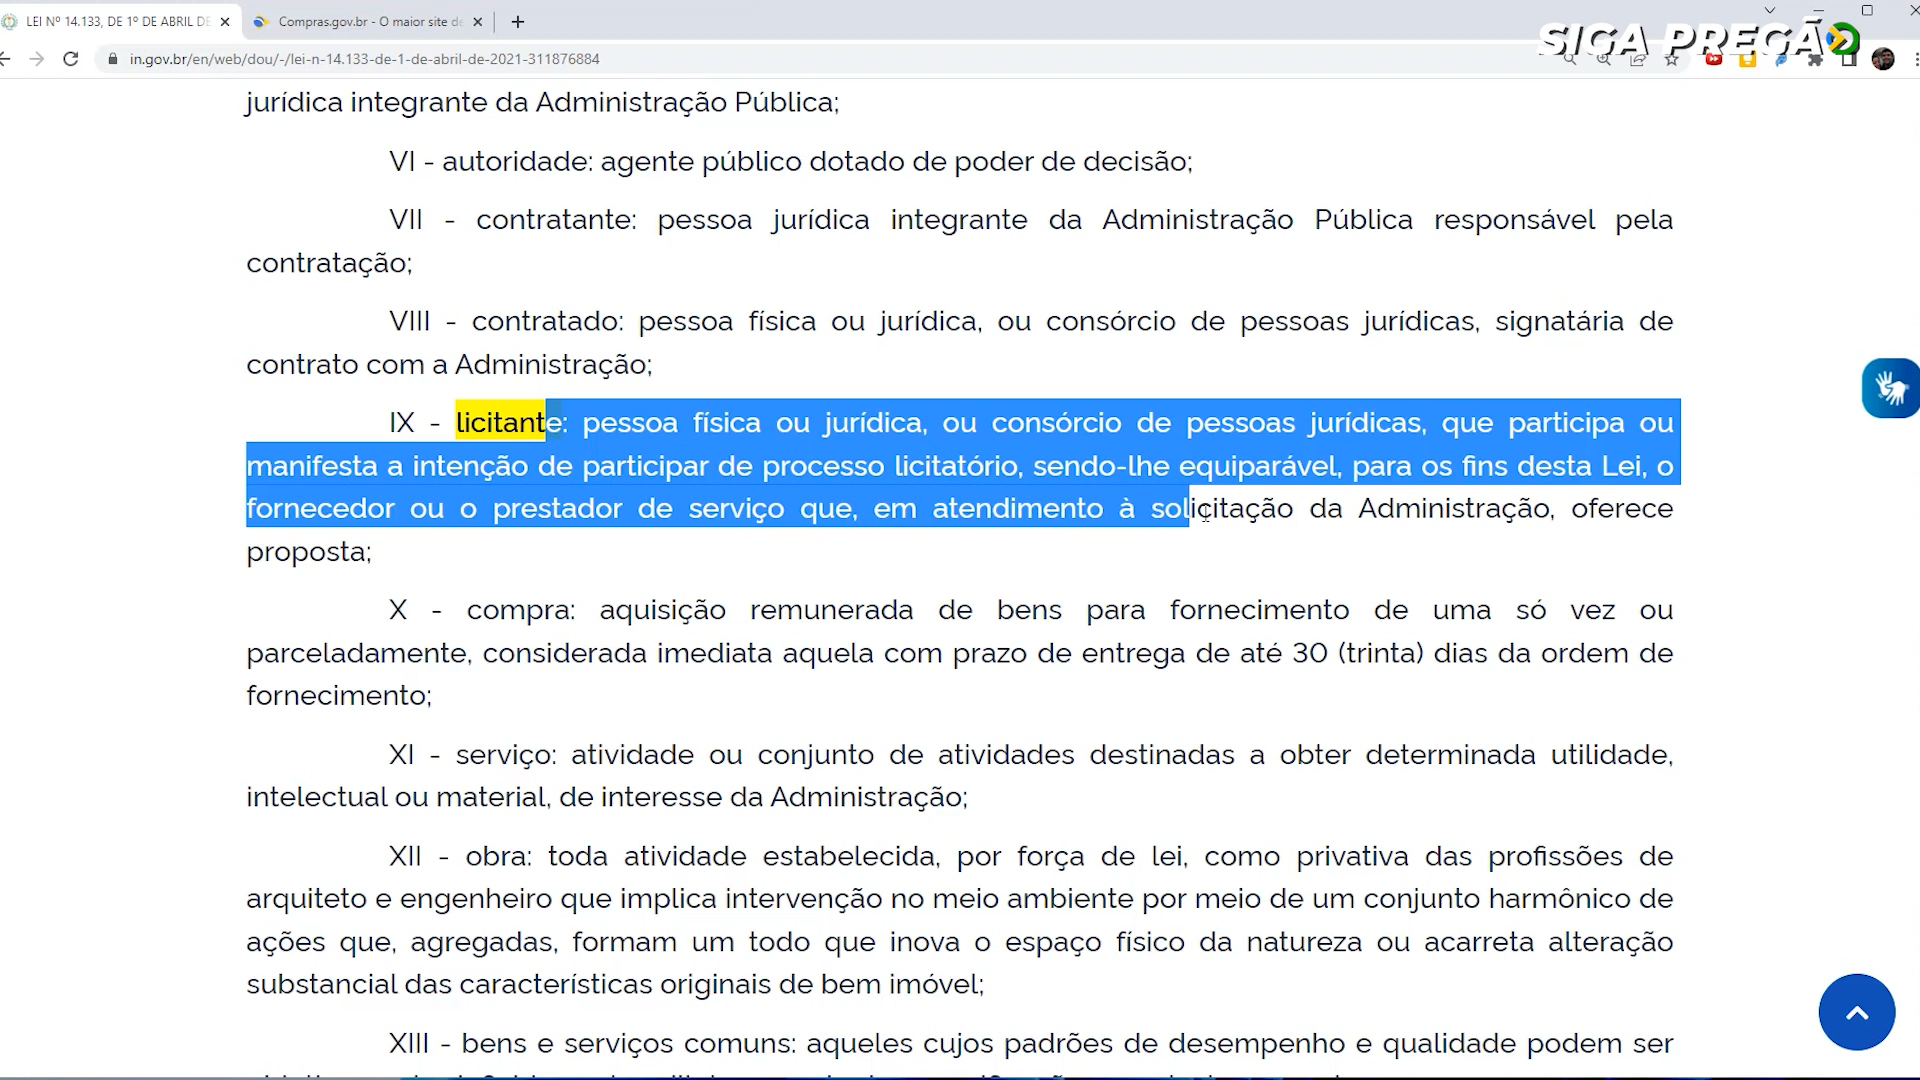 LEI Nº 14.133, DE 1º DE ABRIL DE
Compras.gov.br - O maior site de
SIGA PREGÃO
in.gov.br/en/web/dou/-/lei-n-14.133-de-1-de-abril-de-2021-311876884
jurídica integrante da Administração Pública;
VI - autoridade: agente público dotado de poder de decisão;
VII - contratante: pessoa jurídica integrante da Administração Pública responsável pela
contratação;
VIII - contratado: pessoa física ou jurídica, ou consórcio de pessoas jurídicas, signatária de
contrato com a Administração;
IX - licitante: pessoa física ou jurídica, ou consórcio de pessoas jurídicas, que participa ou
manifesta a intenção de participar de processo licitatório, sendo-lhe equiparável, para os fins desta Lei, o
fornecedor ou o prestador de serviço que, em atendimento à solicitação da Administração, oferece
proposta;
X - compra: aquisição remunerada de bens para fornecimento de uma só vez ou
parceladamente, considerada imediata aquela com prazo de entrega de até 30 (trinta) dias da ordem de
fornecimento;
XI - serviço: atividade ou conjunto de atividades destinadas a obter determinada utilidade,
intelectual ou material, de interesse da Administração;
XII - obra: toda atividade estabelecida, por força de lei, como privativa das profissões de
arquiteto e engenheiro que implica intervenção no meio ambiente por meio de um conjunto harmônico de
ações que, agregadas, formam um todo que inova o espaço físico da natureza ou acarreta alteração
substancial das características originais de bem imóvel;
XIII - bens e serviços comuns: aqueles cujos padrões de desempenho e qualidade podem ser